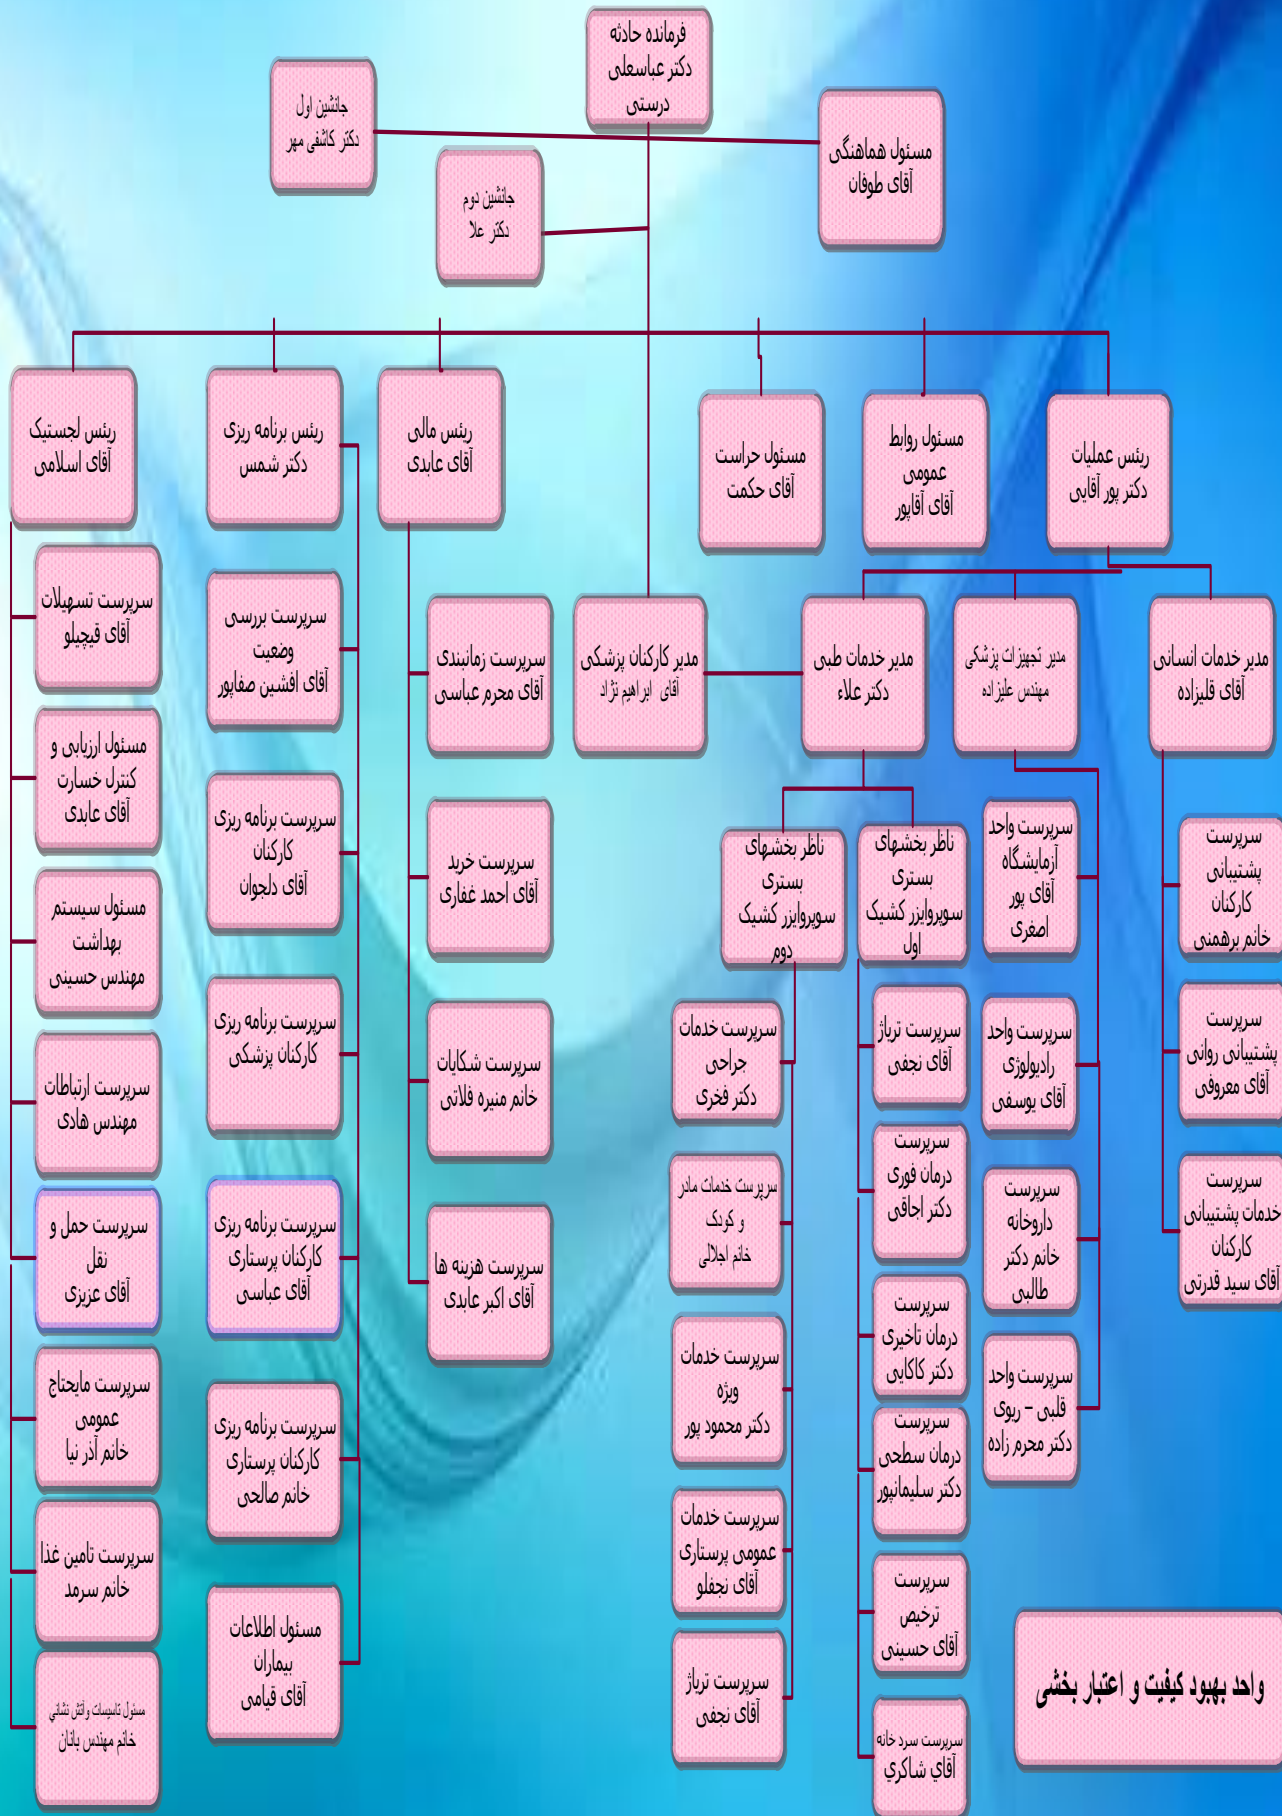 فرمانده حادثه
دکتر عباسعلی
درستی
جانشین اول
دکتر کاشفی مهر
مسئول هماهنگی
آقای طوفان
جانشین دوم
دکتر علا
رئیس عملیات
دکتر پور آقایی
مسئول روابط
عمومی
آقای آقاپور
مسئول حراست
آقای حکمت
ریئس مالی
آقای عابدی
رئیس برنامه ریزی
دکتر شمس
ریئس لجستیک
آقای اسلامی
مدیر خدمات انسانی
آقای قلیزاده
مدیر تجهیزات پزشکی
مهندس علیزاده
مدیر خدمات طبی
دکتر علاء
مدیر کارکنان پزشکی
آقای ابراهیم نژاد
سرپرست
پشتیبانی
کارکنان
خانم برهمنی
سرپرست
پشتیبانی روانی
آقای معروفی
سرپرست
خدمات پشتیبانی
کارکنان
آقای سید قدرتی
سرپرست واحد
آزمایشگاه
آقای پور
اصغری
سرپرست واحد
رادیولوژی
آقای یوسفی
سرپرست
داروخانه
خانم دکتر
طالبی
سرپرست واحد
قلبی – ریوی
دکتر محرم زاده
ناظر بخشهای
بستری
سوپروایزر کشیک
اول
سرپرست تریاژ
آقای نجفی
سرپرست
درمان فوری
دکتر اجاقی
سرپرست
درمان تاخیری
دکتر کاکایی
سرپرست
درمان سطحی
دکتر سلیمانپور
سرپرست
ترخیص
آقای حسینی
سرپرست سرد خانه
آقاي شاكري
ناظر بخشهای
بستری
سوپروایزر کشیک
دوم
سرپرست خدمات
جراحی
دکتر فخری
سرپرست خدمات مادر
و کودک
خانم اجلالی
سرپرست خدمات
ویژه
دکتر محمود پور
سرپرست خدمات
عمومی پرستاری
آقای نجفلو
سرپرست تریاژ
آقای نجفی
سرپرست زمانبندی
آقای محرم عباسی
سرپرست خرید
آقای احمد غفاری
سرپرست شکایات
خانم منیره فلاتی
سرپرست هزینه ها
آقای اکبر عابدی
سرپرست بررسی
وضعیت
آقای افشین صفاپور
سرپرست برنامه ریزی
کارکنان
آقای دلجوان
سرپرست برنامه ریزی
کارکنان پزشکی
سرپرست برنامه ریزی
کارکنان پرستاری
آقای عباسی
سرپرست برنامه ریزی
کارکنان پرستاری
خانم صالحی
مسئول اطلاعات
بیماران
آقای قیامی
سرپرست تسهیلات
آقای قیچیلو
مسئول ارزیابی و
کنترل خسارت
آقای عابدی
مسئول سیستم
بهداشت
مهندس حسینی
سرپرست ارتباطات
مهندس هادی
سرپرست حمل و
نقل
آقای عزیزی
سرپرست مایحتاج
عمومی
خانم آذر نیا
سرپرست تامین غذا
خانم سرمد
مسئول تاسیسات و آتش نشانی
خانم مهندس بانان
واحد بهبود کیفیت و اعتبار بخشی